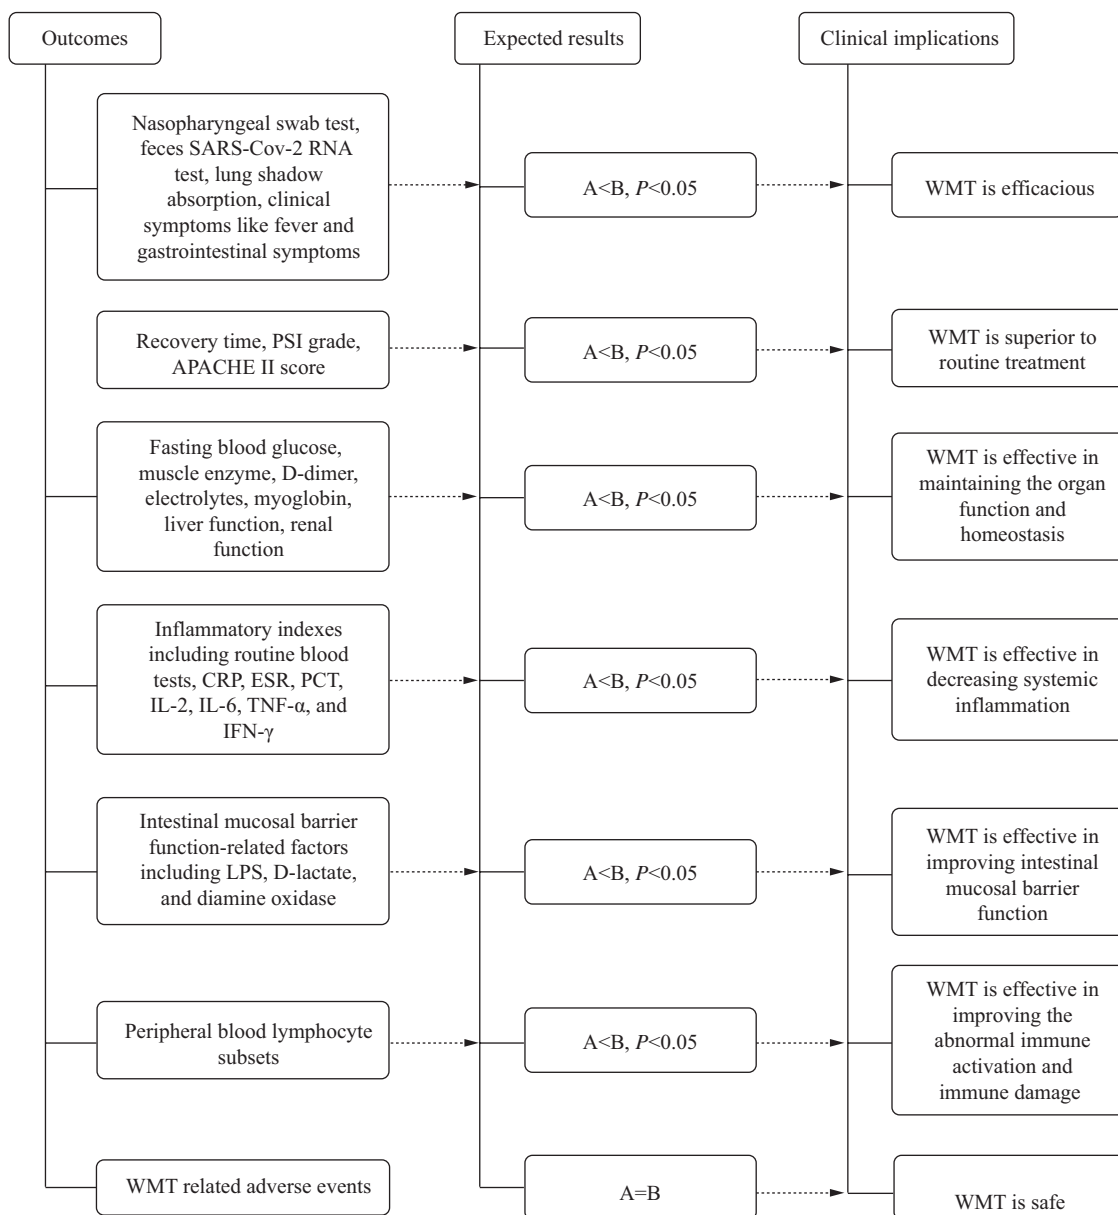 Outcomes
Expected results
Clinical implications
Nasopharyngeal swab test,
feces SARS-Cov-2 RNA
test, lung shadow
absorption, clinical
symptoms like fever and
gastrointestinal symptoms
A<B, P<0.05
WMT is efficacious
Recovery time, PSI grade,
APACHE II score
A<B, P<0.05
WMT is superior to
routine treatment
Fasting blood glucose,
muscle enzyme, D-dimer,
electrolytes, myoglobin,
liver function, renal
function
A<B, P<0.05
WMT is effective in
maintaining the organ
function and
homeostasis
Inflammatory indexes
including routine blood
tests, CRP, ESR, PCT,
IL-2, IL-6, TNF-α, and
IFN-γ
A<B, P<0.05
WMT is effective in
decreasing systemic
inflammation
Intestinal mucosal barrier
function-related factors
including LPS, D-lactate,
and diamine oxidase
A<B, P<0.05
WMT is effective in
improving intestinal
mucosal barrier
function
Peripheral blood lymphocyte
subsets
A<B, P<0.05
WMT is effective in
improving the
abnormal immune
activation and
immune damage
WMT related adverse events
A=B
WMT is safe